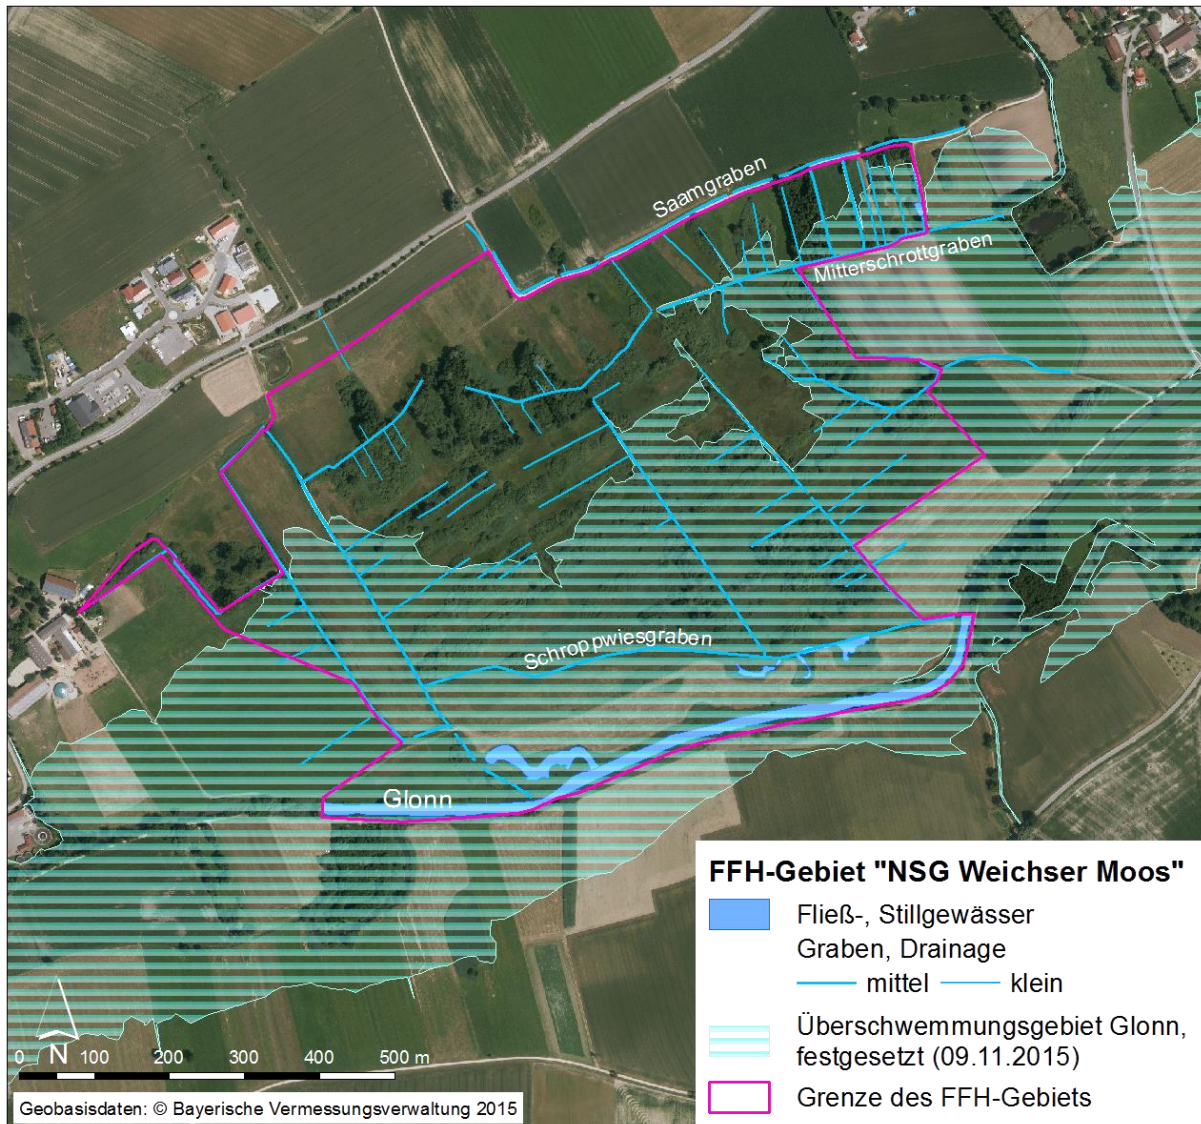 Saamgraben
Mitterschrottgraben
Schroppwiesgraben
Glonn
FFH-Gebiet "NSG Weichser Moos"
Fließ-, Stillgewässer
Graben, Drainage
mittel klein
Überschwemmungsgebiet Glonn,
festgesetzt (09.11.2015)
Grenze des FFH-Gebiets
N
0 100 200 300 400 500 m
Geobasisdaten: © Bayerische Vermessungsverwaltung 2015